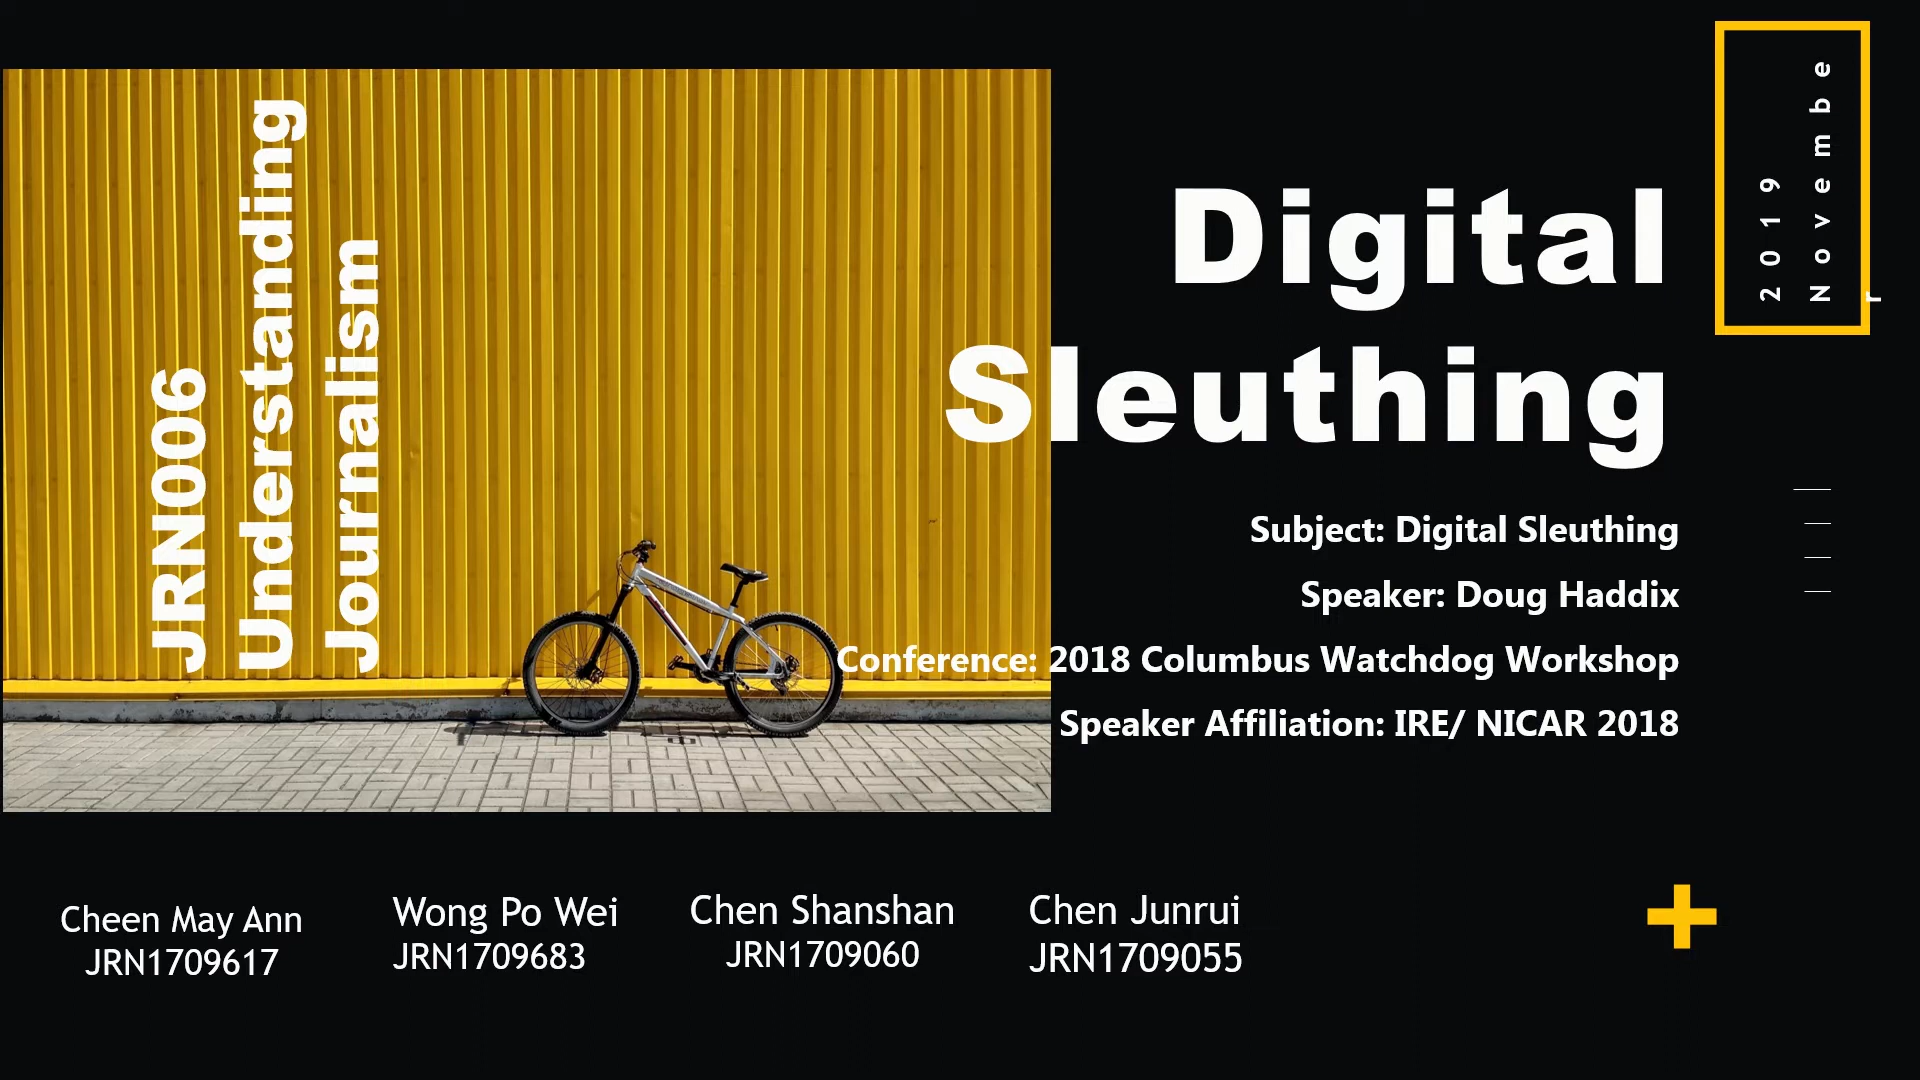 JRN006
Understanding
Journalism
Digital
Sleuthing
2019
Novembe
r
Subject: Digital Sleuthing
Speaker: Doug Haddix
Conference: 2018 Columbus Watchdog Workshop
Speaker Affiliation: IRE/ NICAR 2018
Cheen May Ann
JRN1709617
Wong Po Wei
JRN1709683
Chen Shanshan
JRN1709060
Chen Junrui
JRN1709055